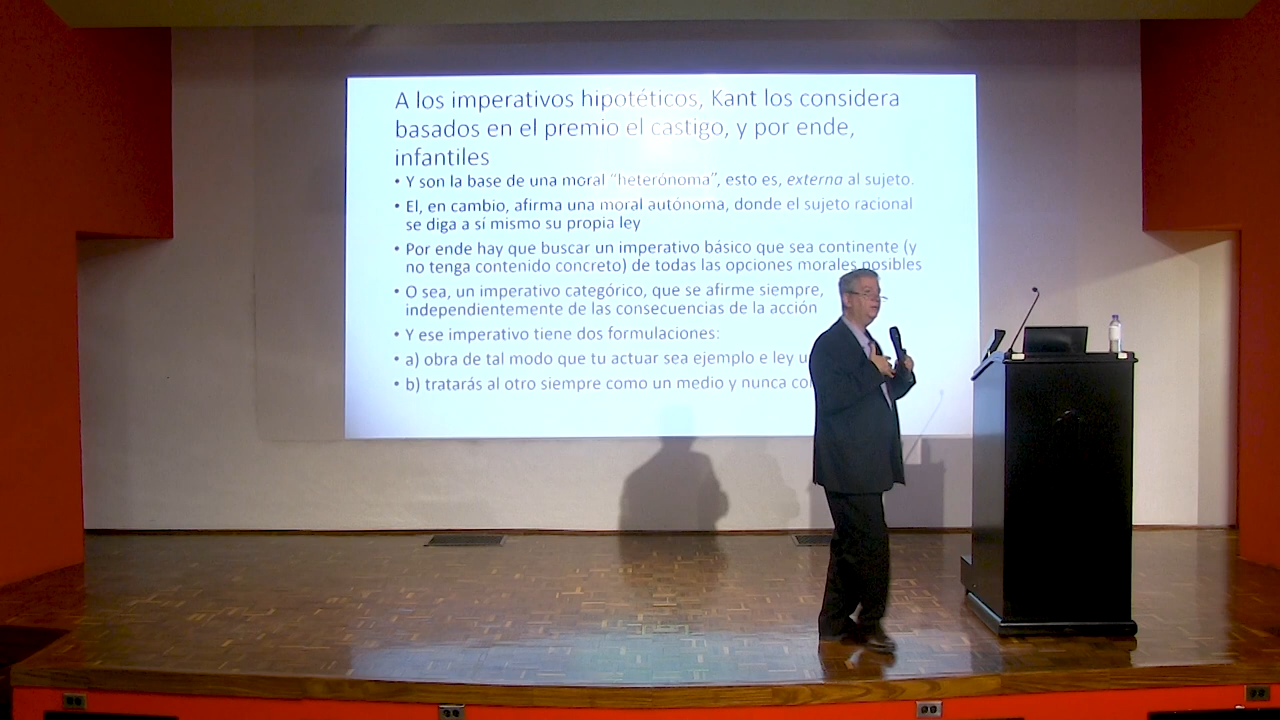 A los imperativos hipotéticos, Kant los considera
basados en el premio el castigo, y por ende,
infantiles
• Y son la base de una moral “heterónoma”, esto es, externa al sujeto.
• El, en cambio, afirma una moral autónoma, donde el sujeto racional
se diga a sí mismo su propia ley
• Por ende hay que buscar un imperativo básico que sea continente (y
no tenga contenido concreto) de todas las opciones morales posibles
• O sea, un imperativo categórico, que se afirme siempre,
independientemente de las consecuencias de la acción
• Y ese imperativo tiene dos formulaciones:
• a) obra de tal modo que tu actuar sea ejemplo e ley
• b) tratarás al otro siempre como un medio y nunca